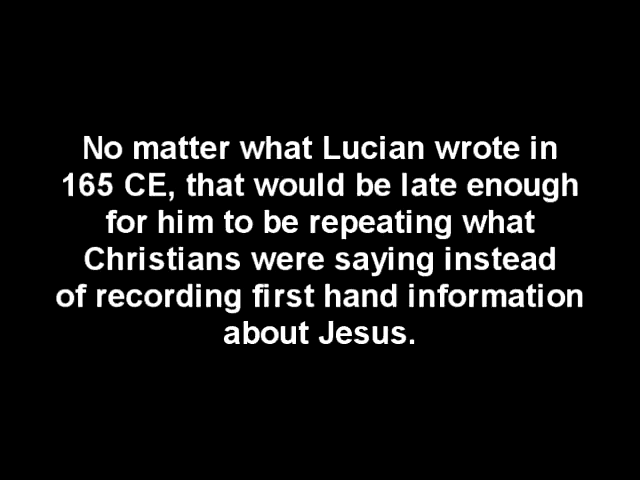 No matter what Lucian wrote in
165 CE, that would be late enough
for him to be repeating what
Christians were saying instead
of recording first hand information
about Jesus.